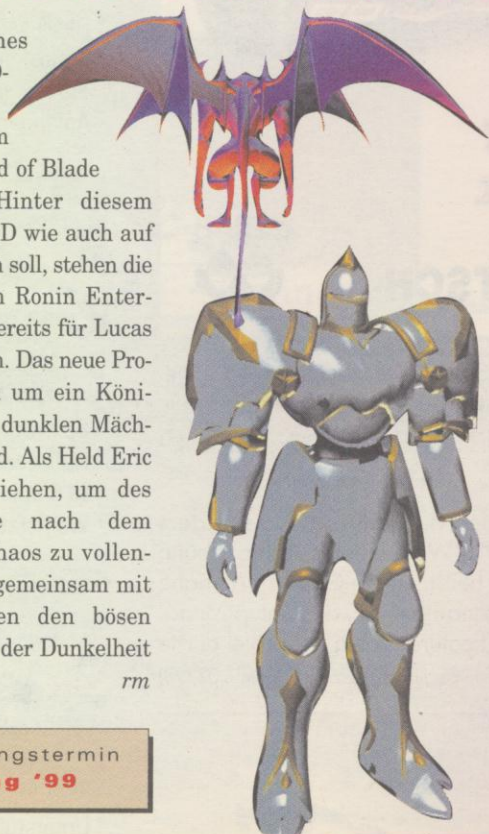 nes
d of Blade
Hinter diesem
D wie auch auf
n soll, stehen die
n Ronin Enter-
ereits für Lucas
n. Das neue Pro-
um ein Köni-
dunklen Mäch-
d. Als Held Eric
iehen, um des
e nach dem
haos zu vollen-
gemeinsam mit
en den bösen
der Dunkelheit
rm
ngstermin
g '99
TSCH